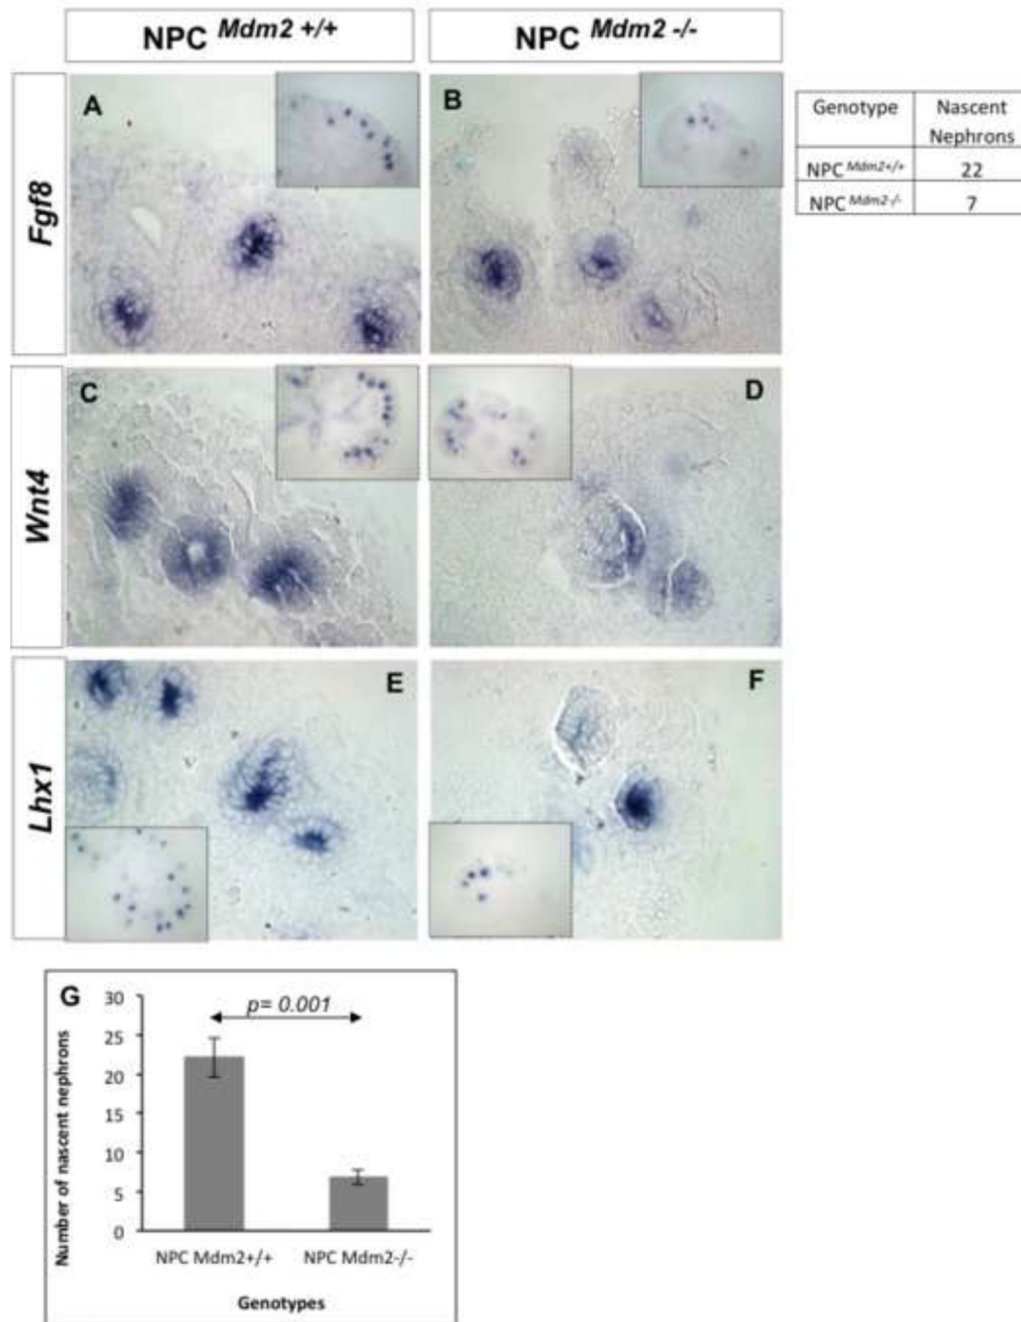 NPC Mdm2 +/+
NPC Mdm2 -/-
Fgf8
A
B
Genotype Nascent Nephrons
NPC Mdm2+/+ 22
NPC Mdm2-/- 7
Wnt4
C
D
Lhx1
E
F
G
p= 0.001
Number of nascent nephrons
30
25
20
15
10
5
0
NPC Mdm2+/+ NPC Mdm2-/-
Genotypes